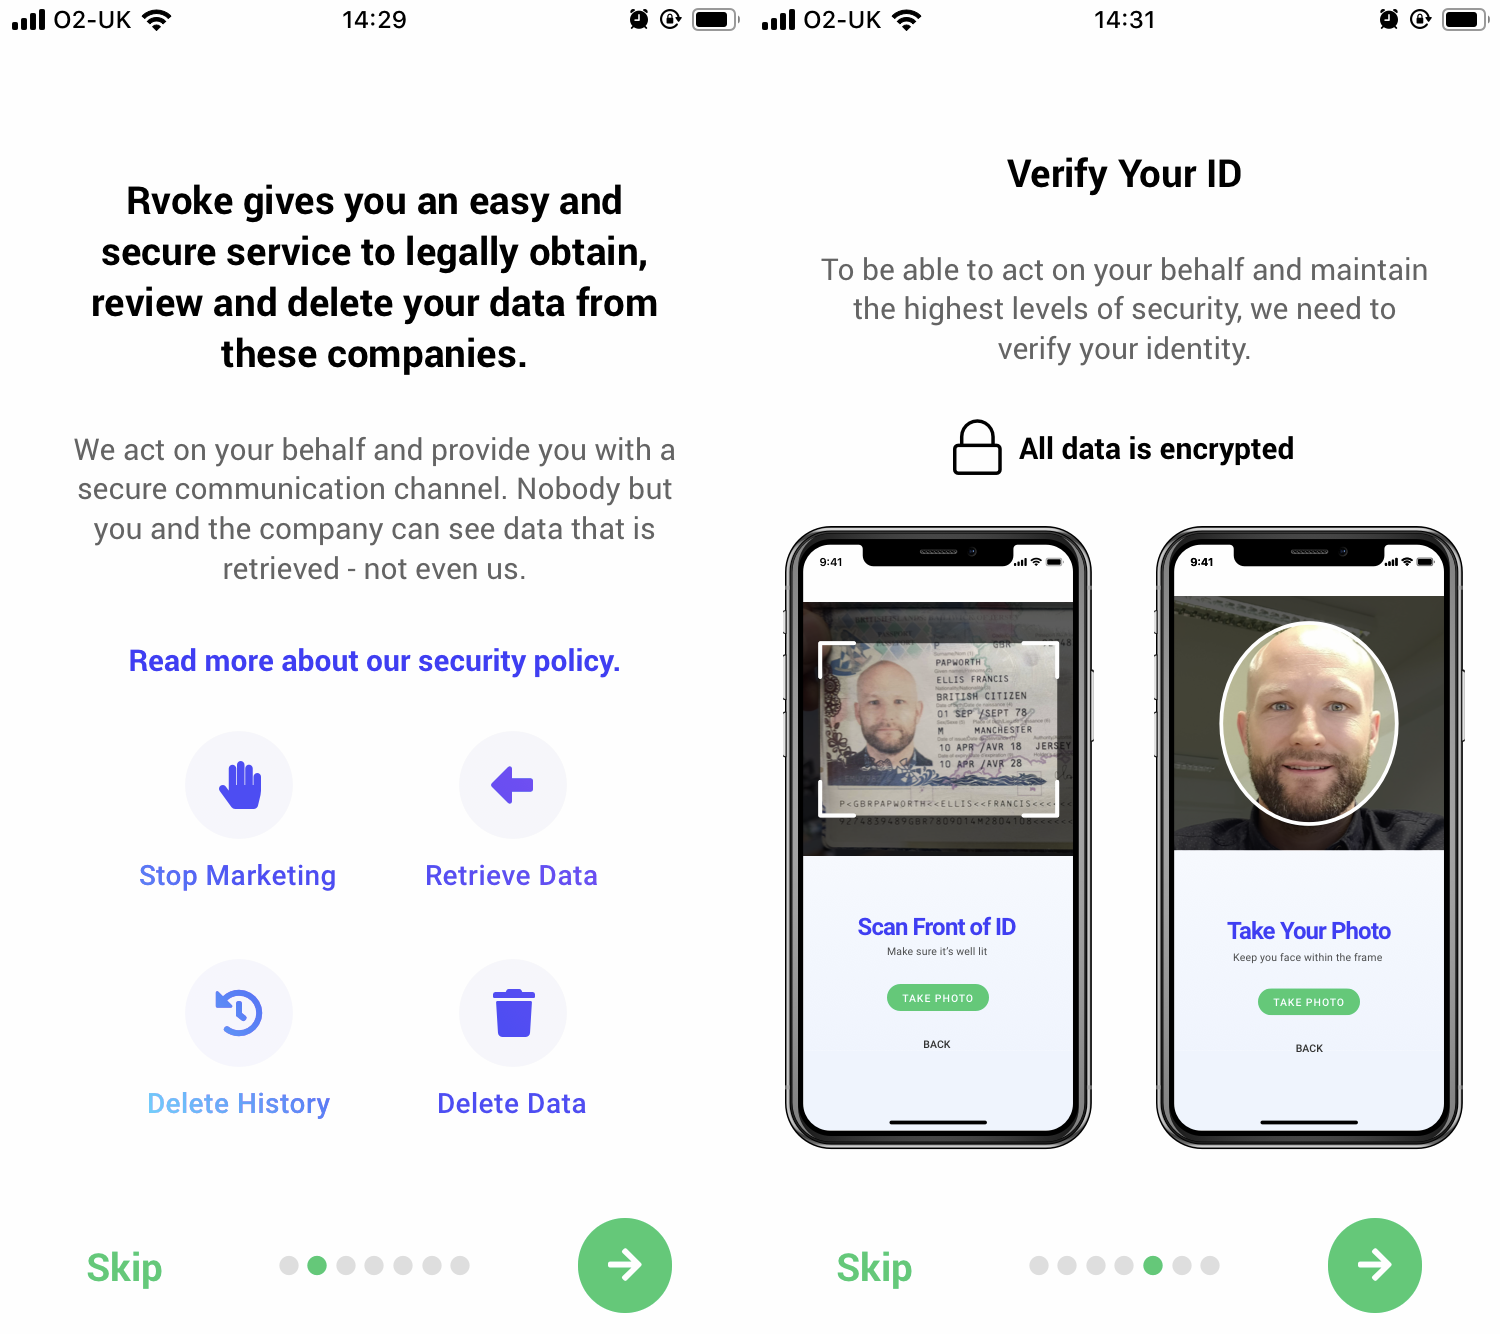 O2-UK
14:29
Rvoke gives you an easy and
secure service to legally obtain,
review and delete your data from
these companies.
We act on your behalf and provide you with a
secure communication channel. Nobody but
you and the company can see data that is
retrieved - not even us.
Read more about our security policy.
Stop Marketing
Retrieve Data
Delete History
Delete Data
Skip
O2-UK
14:31
Verify Your ID
To be able to act on your behalf and maintain
the highest levels of security, we need to
verify your identity.
All data is encrypted
9:41
P GBR
PAPWORTH
ELLIS FRANCIS
BRITISH CITIZEN
01 SEP /SEPT 78
M MANCHESTER
10 APR /AVR 18 JERSEY
10 APR /AVR 28
P<GBRPAPWORTH<<ELLIS<<FRANCIS<<<<
Scan Front of ID
Make sure it's well lit
TAKE PHOTO
BACK
9:41
Take Your Photo
Keep you face within the frame
TAKE PHOTO
BACK
Skip